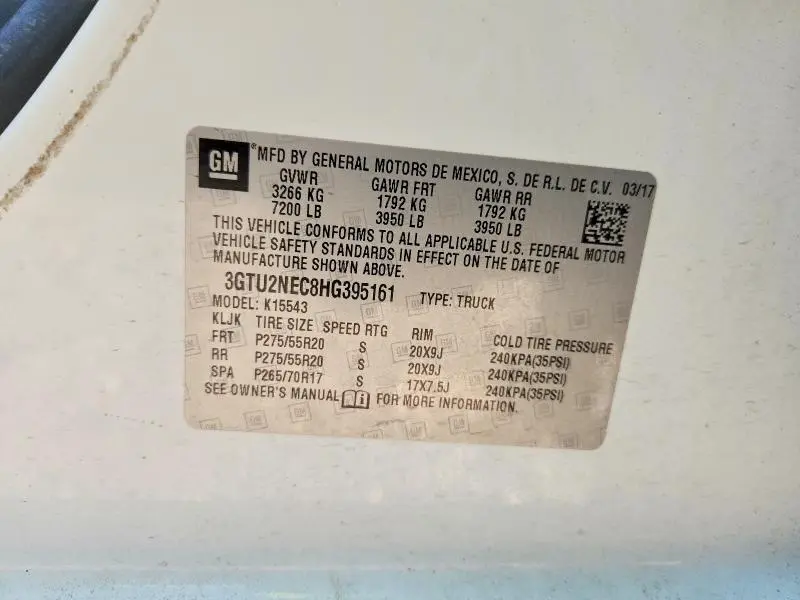 GM ®MFD BY GENERAL MOTORS DE MEXICO, S. DE R.L. DE C.V. 03/17
GVWR GAWR FRT GAWR RR
3266 KG 1792 KG 1792 KG
7200 LB 3950 LB 3950 LB
THIS VEHICLE CONFORMS TO ALL APPLICABLE U.S. FEDERAL MOTOR
VEHICLE SAFETY STANDARDS IN EFFECT ON THE DATE OF
MANUFACTURE SHOWN ABOVE.
3GTU2NEC8HG395161 TYPE: TRUCK
MODEL: K15543
KLJK TIRE SIZE SPEED RTG RIM COLD TIRE PRESSURE
FRT P275/55R20 S 20X9J 240KPA(35PSI)
RR P275/55R20 S 20X9J 240KPA(35PSI)
SPA P265/70R17 S 17X7.5J 240KPA(35PSI)
SEE OWNER'S MANUAL FOR MORE INFORMATION.